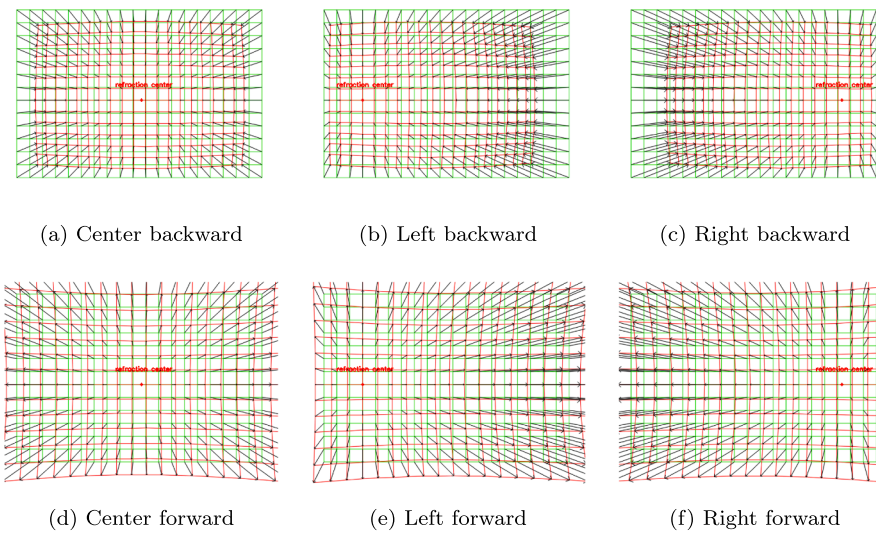 refraction center
refraction center
refraction center
(a) Center backward
(b) Left backward
(c) Right backward
refraction center
refraction center
refraction center
(d) Center forward
(e) Left forward
(f) Right forward